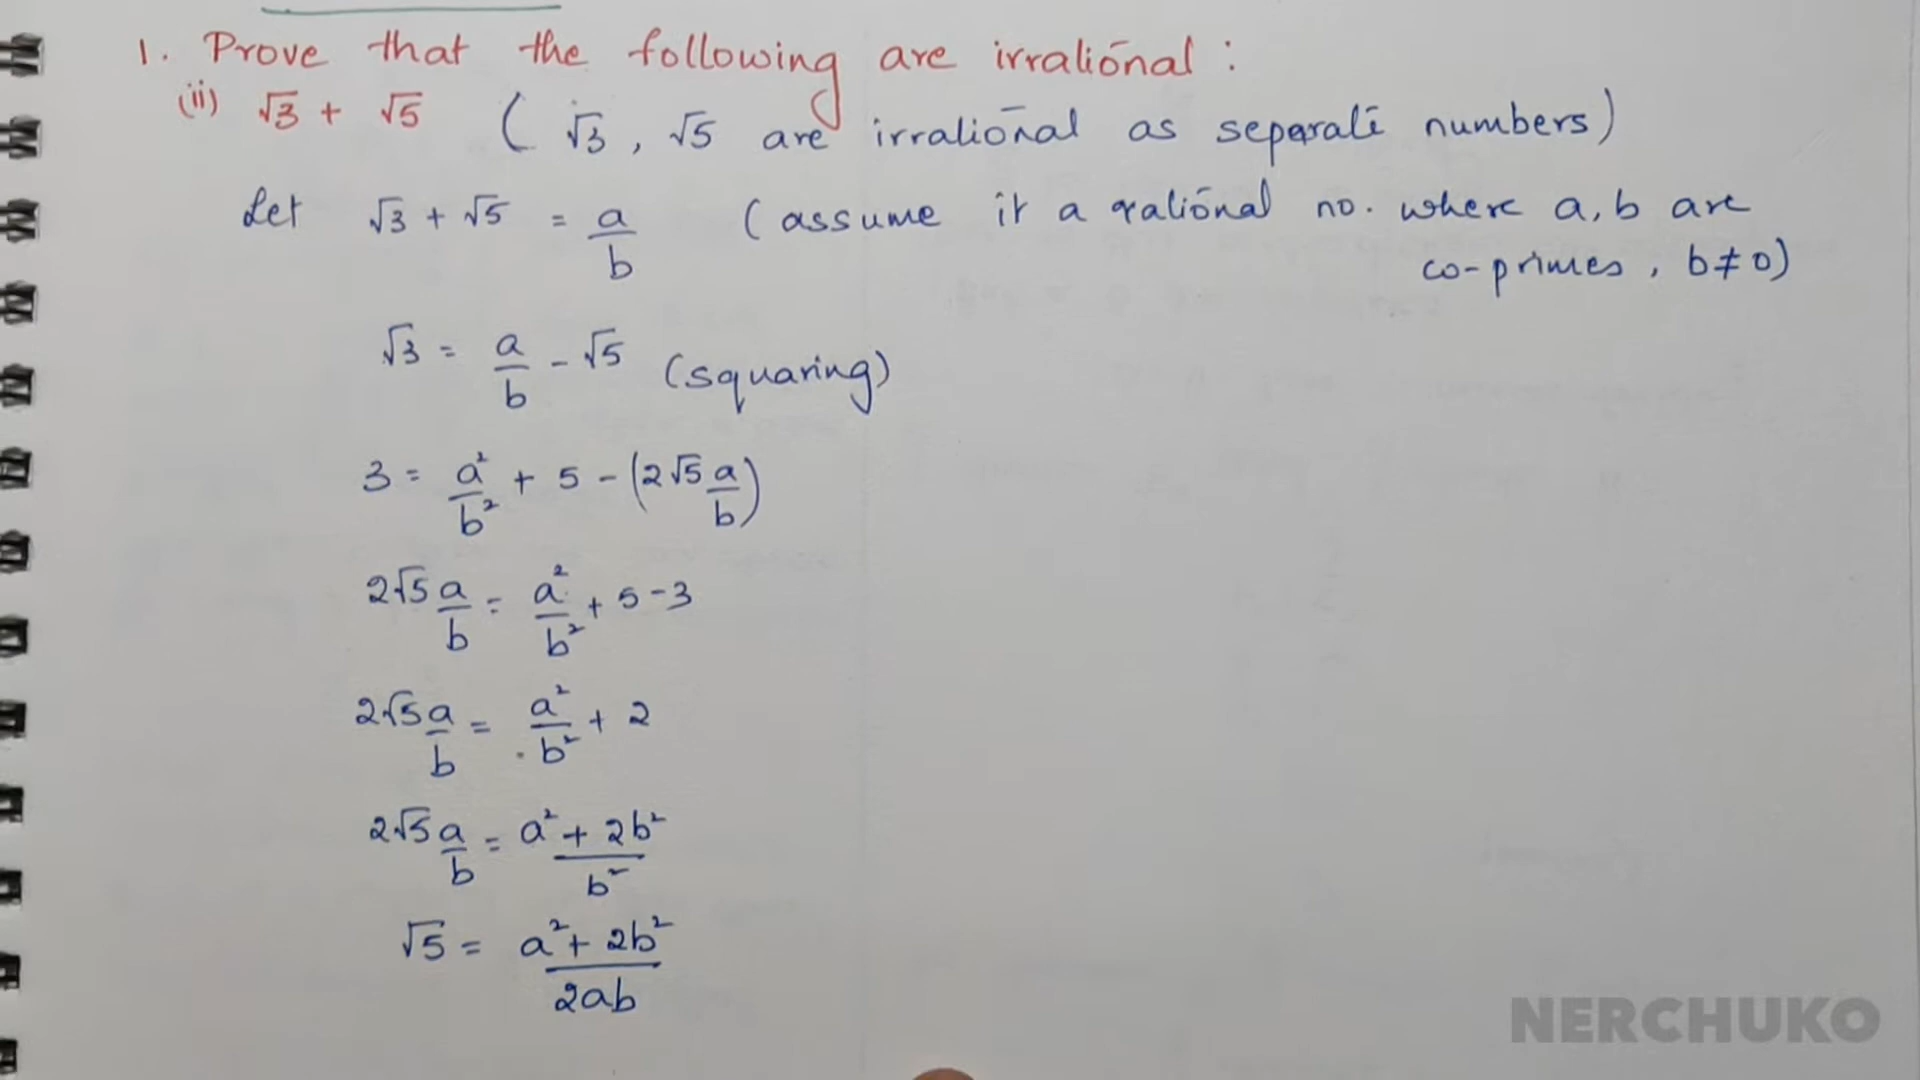 1. Prove that the following are irrational :
(ii) √3 + √5 ( √3 , √5 are irrational as separate numbers)
Let √3 + √5 = a/b (assume it a rational no. where a, b are
co-primes , b≠0)
√3 = a/b - √5 (squaring)
3 = a²/b² + 5 - (2√5 a/b)
2√5 a/b = a²/b² + 5 - 3
2√5 a/b = a²/b² + 2
2√5 a/b = a² + 2b²/b²
√5 = a² + 2b²/2ab
NERCHUKO